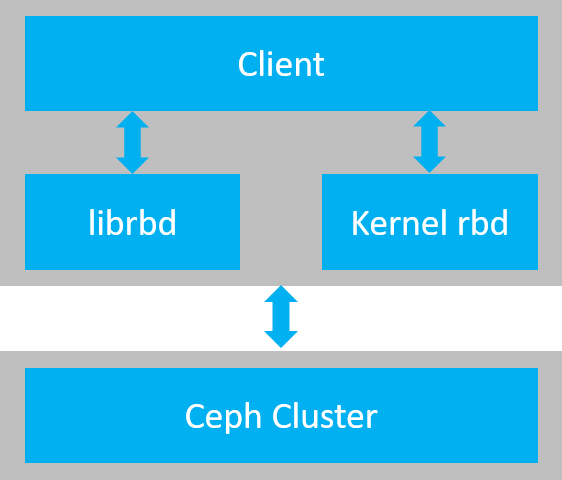 Client
librbd
Kernel rbd
Ceph Cluster